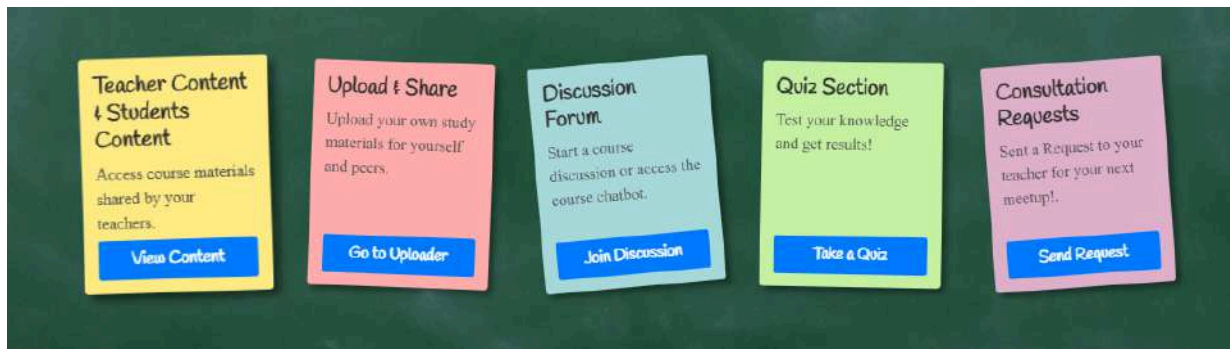 Teacher Content
& Students
Content
Access course materials
shared by your
teachers.
View Content
Upload & Share
Upload your own study
materials for yourself
and peers.
Go to Uploader
Discussion
Forum
Start a course
discussion or access the
course chatbot.
Join Discussion
Quiz Section
Test your knowledge
and get results!
Take a Quiz
Consultation
Requests
Sent a Request to your
teacher for your next
meetup!.
Send Request